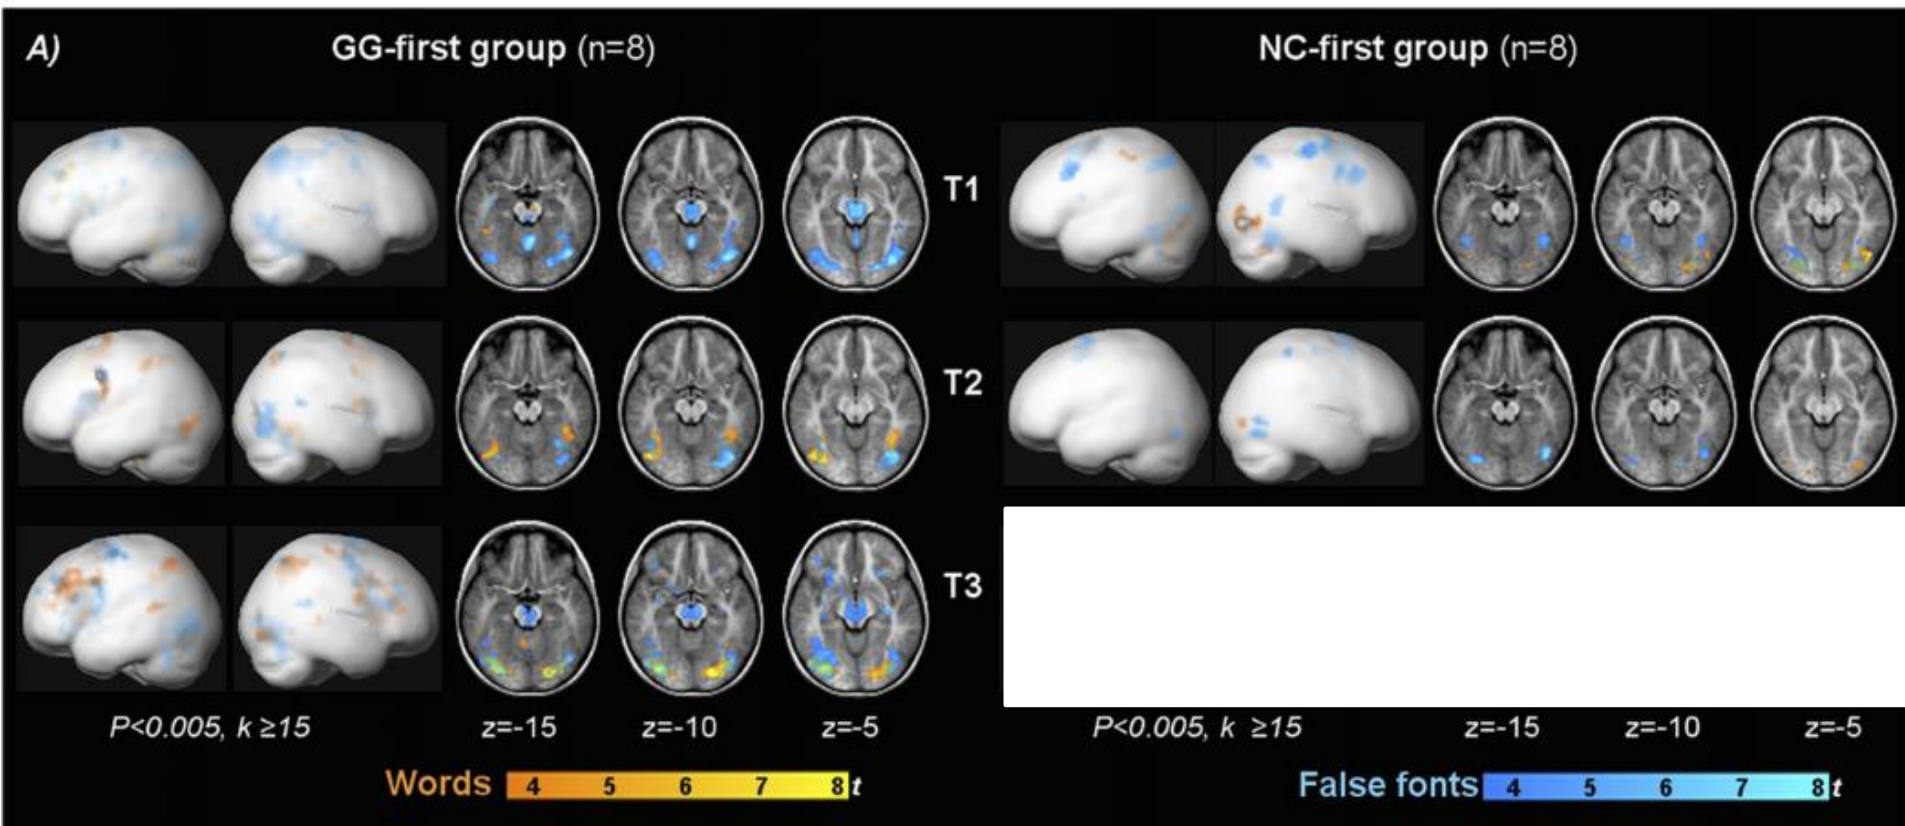 A)
GG-first group (n=8)
NC-first group (n=8)
T1
T2
T3
P<0.005, k ≥15
z=-15
z=-10
z=-5
P<0.005, k ≥15
z=-15
z=-10
z=-5
Words 4 5 6 7 8 t
False fonts 4 5 6 7 8 t